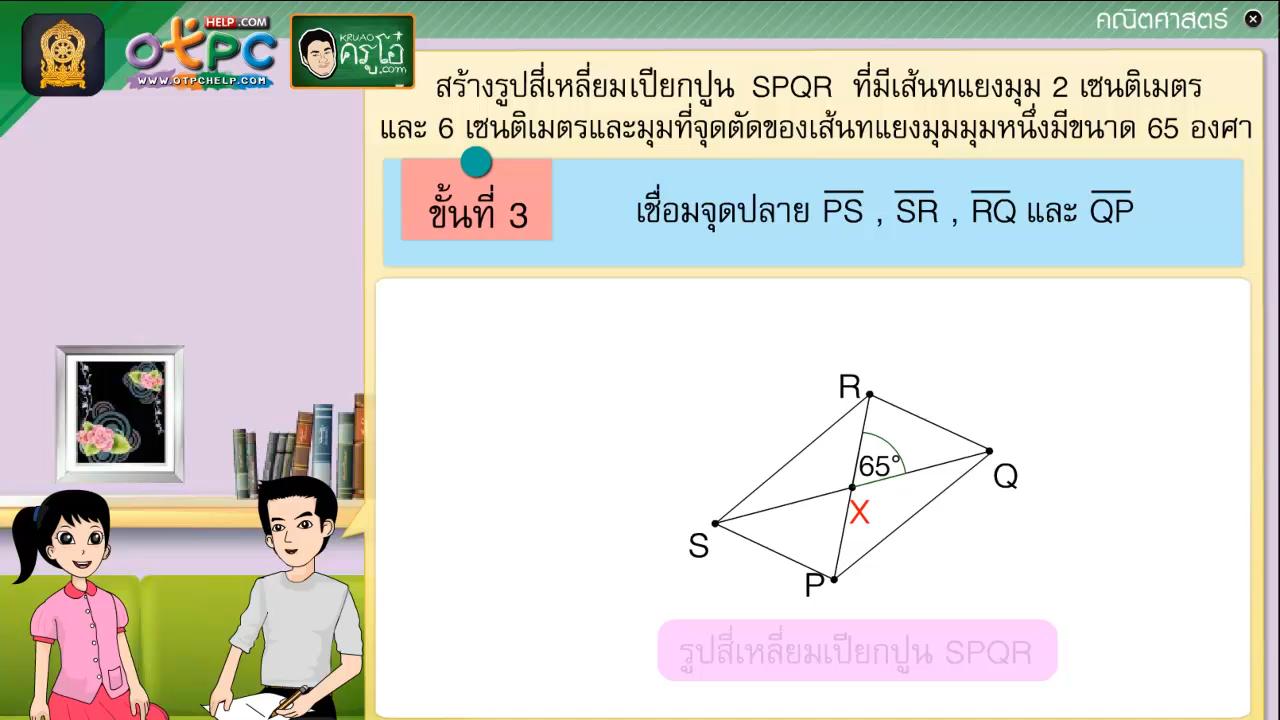 คณิตศาสตร์
HELP.COM
OTPC
WWW.OTPCHELP.COM
KRUAO
ครูโอ๋
.com
สร้างรูปสี่เหลี่ยมเปียกปูน SPQR ที่มีเส้นทแยงมุม 2 เซนติเมตร
และ 6 เซนติเมตรและมุมที่จุดตัดของเส้นทแยงมุมมุมหนึ่งมีขนาด 65 องศา
ขั้นที่ 3
เชื่อมจุดปลาย P̅S̅ , S̅R̅ , R̅Q̅ และ Q̅P̅
R
65°
Q
X
S
P
รูปสี่เหลี่ยมเปียกปูน SPQR